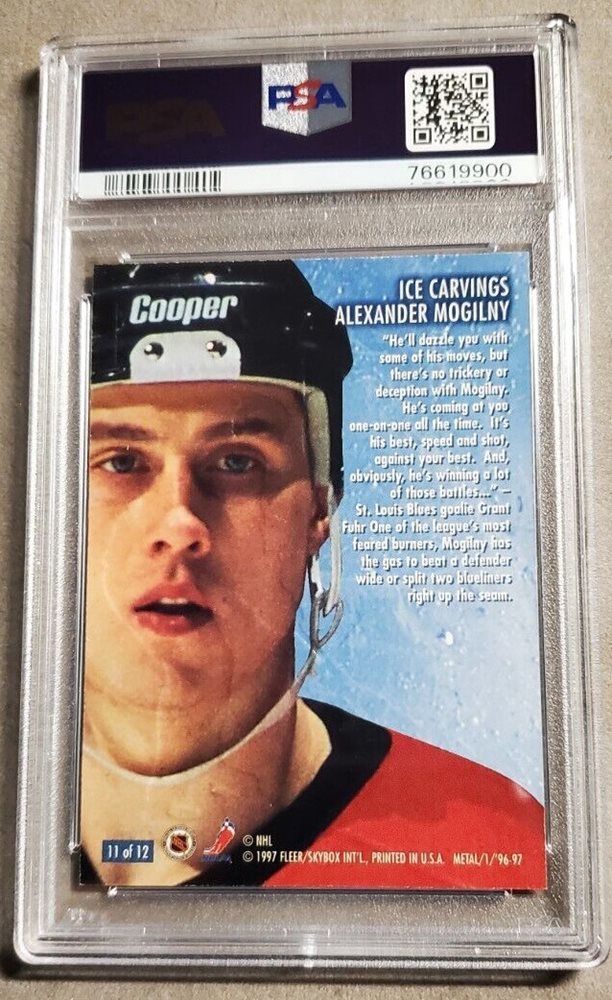 PSA
76619900
Cooper
ICE CARVINGS
ALEXANDER MOGILNY
"He'll dazzle you with
some of his moves, but
there's no trickery or
deception with Mogilny.
He's coming at you
one-on-one all the time. It's
his best, speed and shot,
against your best. And,
obviously, he's winning a lot
of those battles..." –
St. Louis Blues goalie Grant
Fuhr One of the league's most
feared burners, Mogilny has
the gas to beat a defender
wide or split two blueliners
right up the seam.
11 of 12
© NHL
© 1997 FLEER/SKYBOX INT'L., PRINTED IN U.S.A. METAL/1/'96-97